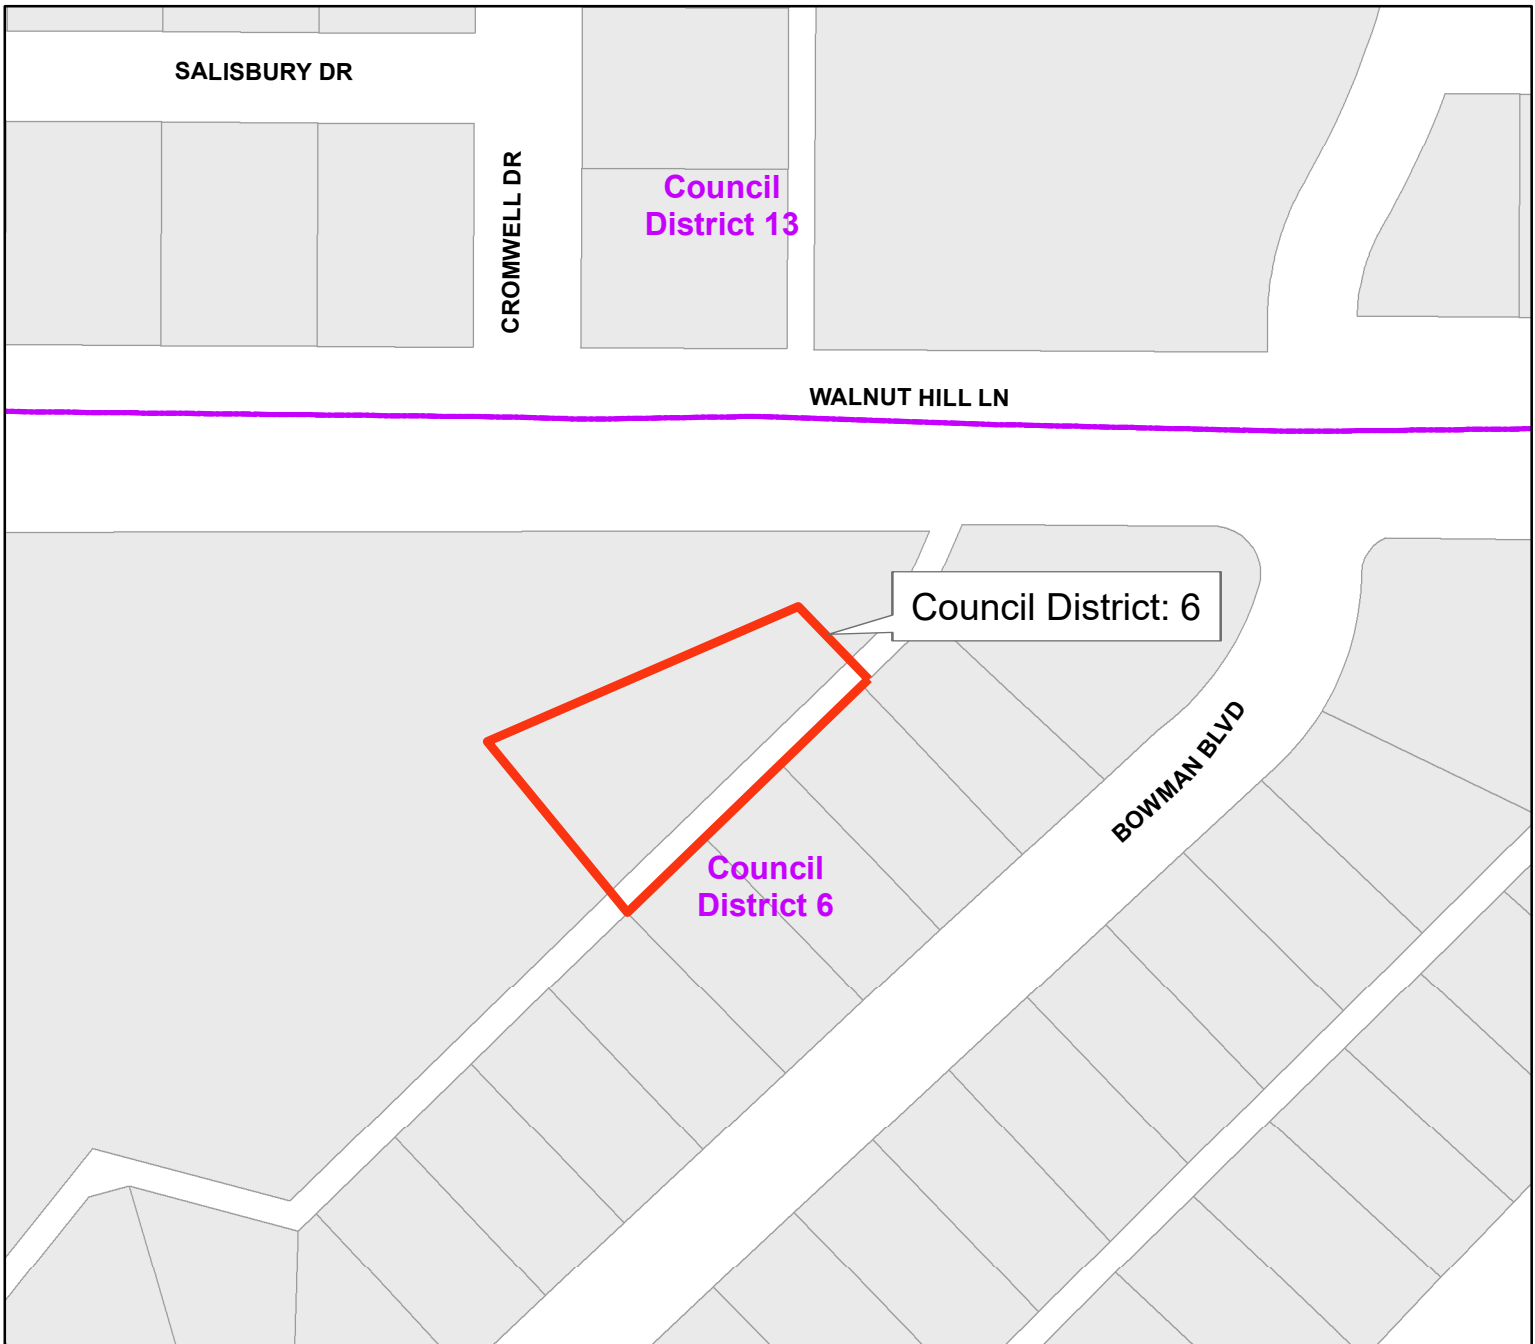 SALISBURY DR
CROMWELL DR
Council
District 13
WALNUT HILL LN
Council District: 6
BOWMAN BLVD
Council
District 6